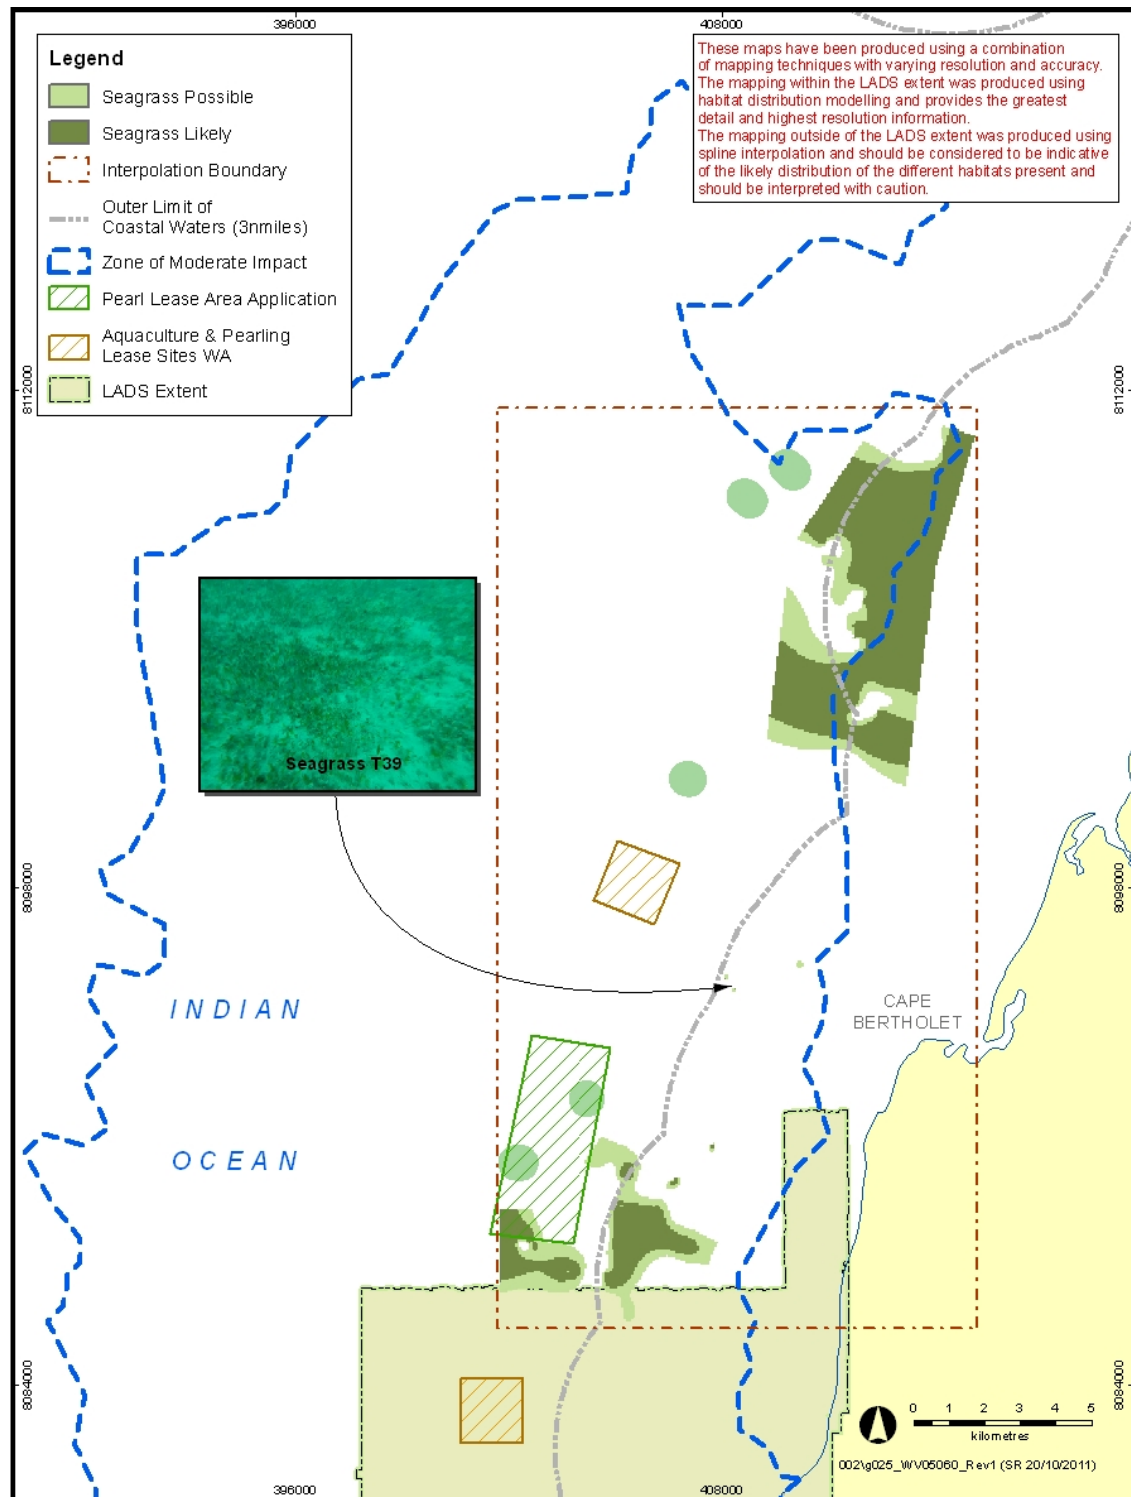 396000
408000
Legend
Seagrass Possible
Seagrass Likely
Interpolation Boundary
Outer Limit of
Coastal Waters (3nmiles)
Zone of Moderate Impact
Pearl Lease Area Application
Aquaculture & Pearling
Lease Sites WA
LADS Extent
These maps have been produced using a combination
of mapping techniques with varying resolution and accuracy.
The mapping within the LADS extent was produced using
habitat distribution modelling and provides the greatest
detail and highest resolution information.
The mapping outside of the LADS extent was produced using
spline interpolation and should be considered to be indicative
of the likely distribution of the different habitats present and
should be interpreted with caution.
8112000
8112000
Seagrass T39
8098000
8098000
INDIAN
CAPE
BERTHOLET
OCEAN
8084000
8084000
0 1 2 3 4 5
kilometres
002\g025_WV05060_Rev1 (SR 20/10/2011)
396000
408000